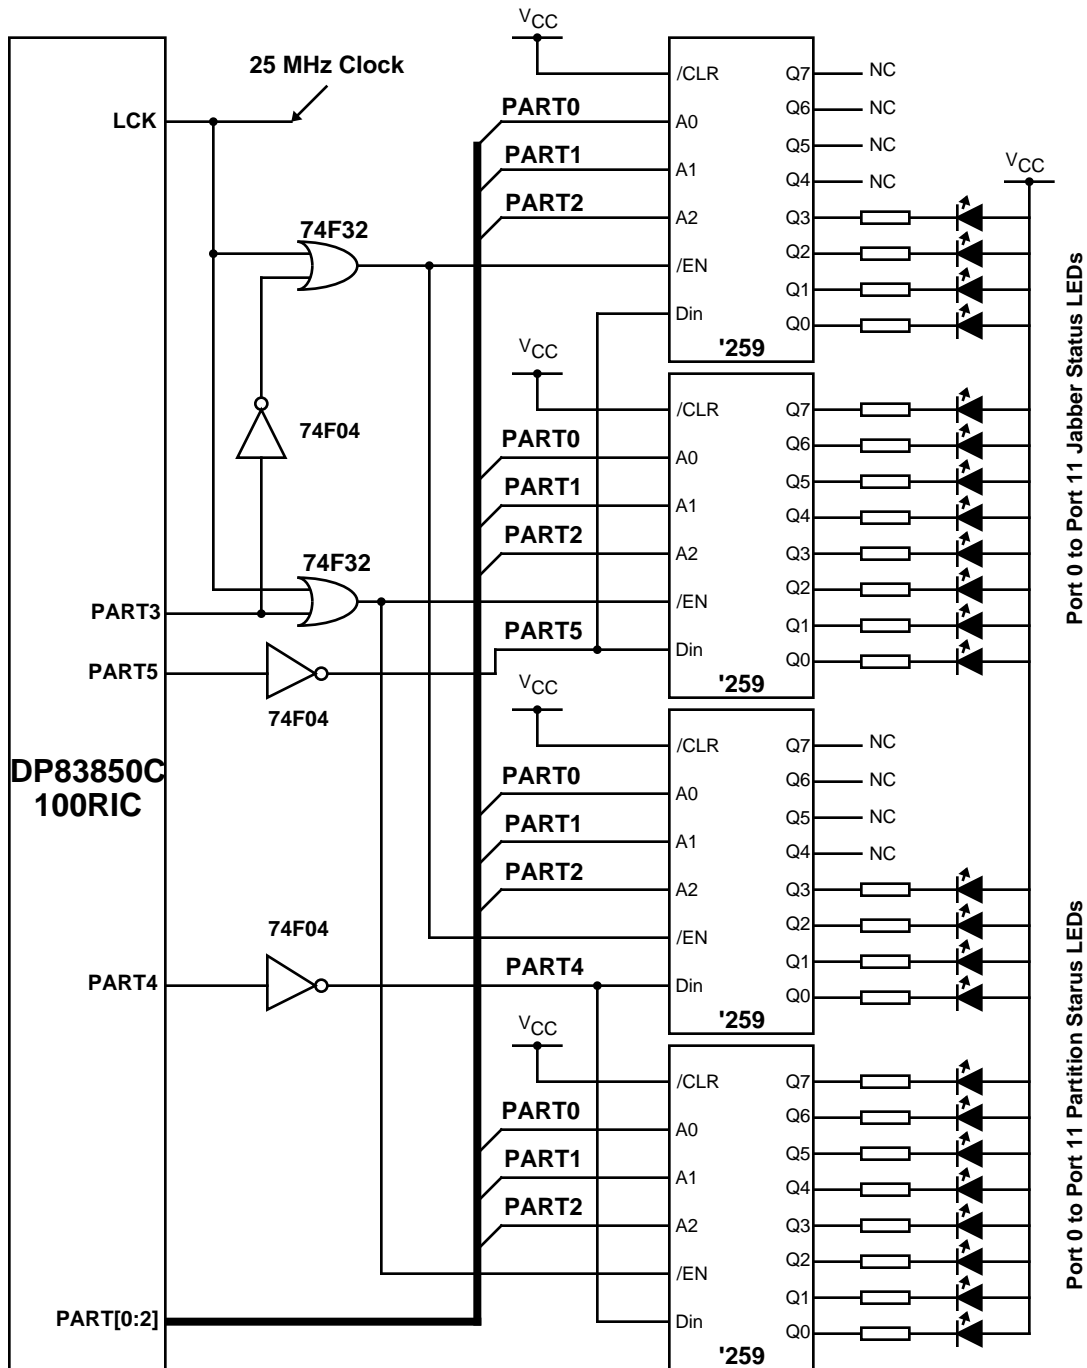 VCC
25 MHz Clock
LCK
PART0
PART1
PART2
74F32
/CLR
A0
A1
A2
/EN
Din
Q7
Q6
Q5
Q4
Q3
Q2
Q1
Q0
'259
NC
NC
NC
NC
VCC
VCC
74F04
PART0
PART1
PART2
74F32
PART3
PART5
PART5
74F04
/CLR
A0
A1
A2
/EN
Din
Q7
Q6
Q5
Q4
Q3
Q2
Q1
Q0
'259
Port 0 to Port 11 Jabber Status LEDs
VCC
DP83850C
100RIC
PART0
PART1
PART2
74F04
PART4
PART4
/CLR
A0
A1
A2
/EN
Din
Q7
Q6
Q5
Q4
Q3
Q2
Q1
Q0
'259
NC
NC
NC
NC
VCC
PART0
PART1
PART2
PART[0:2]
/CLR
A0
A1
A2
/EN
Din
Q7
Q6
Q5
Q4
Q3
Q2
Q1
Q0
'259
Port 0 to Port 11 Partition Starus LEDs